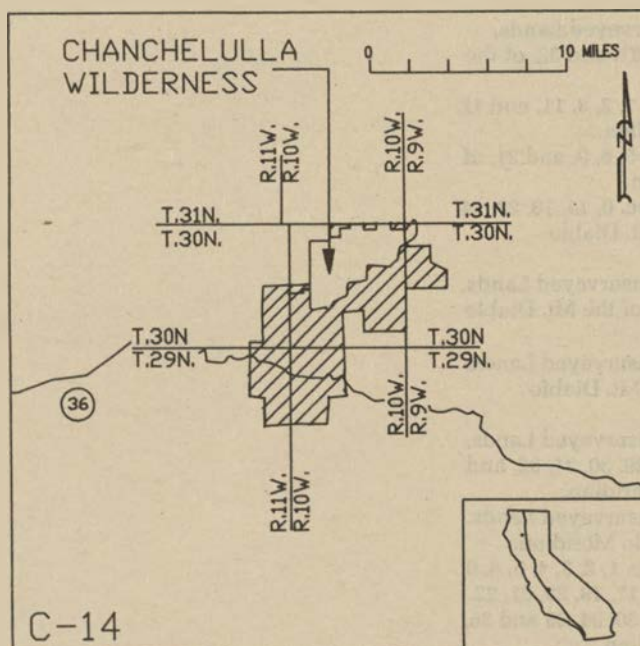 CHANCHELULLA
WILDERNESS
0 10 MILES
N
R.11W.
R.10W.
R.10W.
R.9W.
T.31N.
T.30N.
T.31N.
T.30N.
T.30N
T.29N.
T.30N
T.29N.
36
R.10W.
R.9W.
R.11W.
R.10W.
C-14